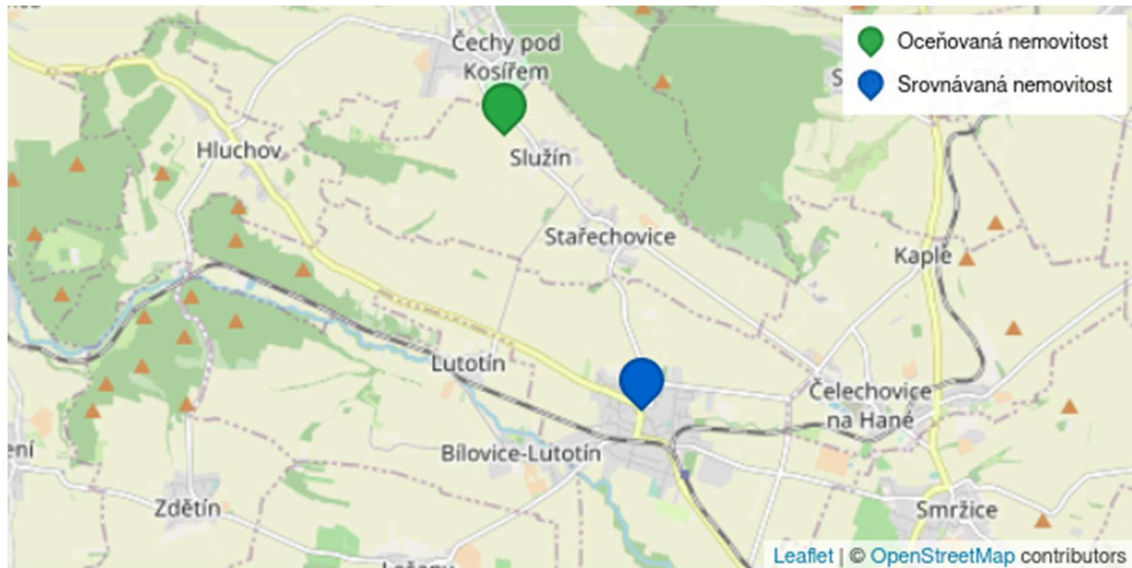 Čechy pod
Kosířem
Oceňovaná nemovitost
Srovnávaná nemovitost
S
Hluchov
Služín
Stařechovice
Kaple
Lutotín
Čelechovice
na Hané
Bílovice-Lutotín
ení
Zdětín
Smržice
Leaflet | © OpenStreetMap contributors